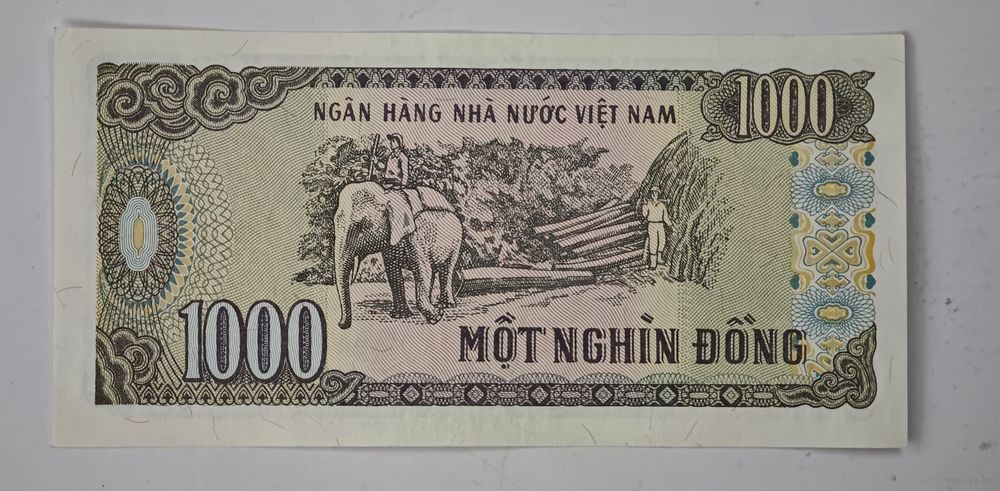 NGÂN HÀNG NHÀ NƯỚC VIỆT NAM
1000
1000
MỘT NGHÌN ĐỒNG